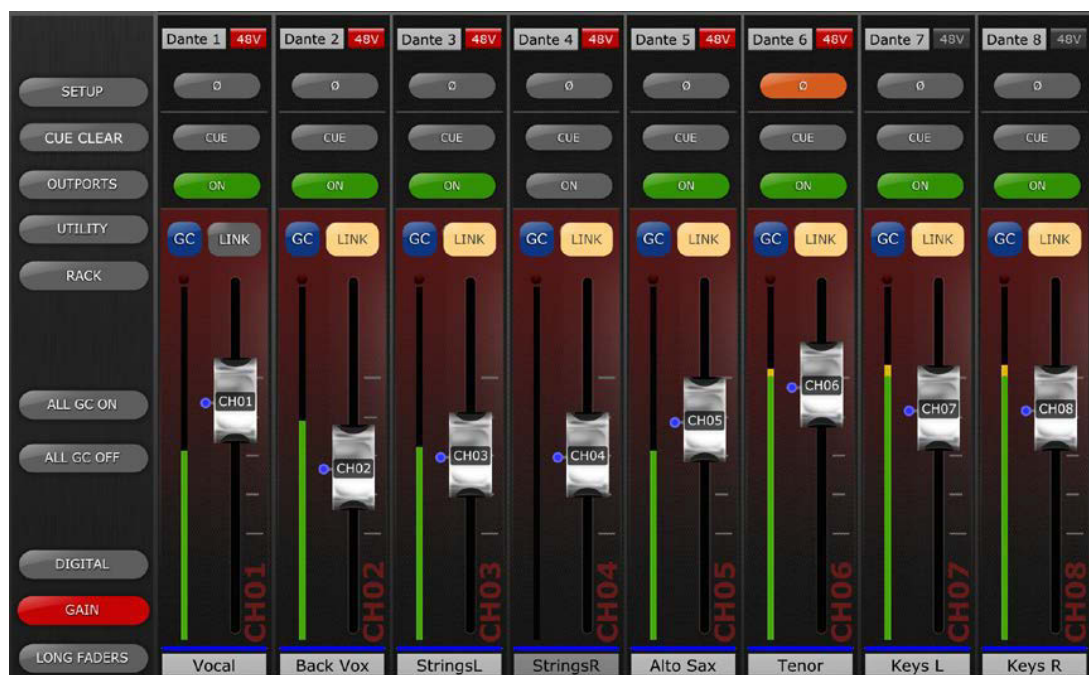 Dante 1 48V Dante 2 48V Dante 3 48V Dante 4 48V Dante 5 48V Dante 6 48V Dante 7 48V Dante 8 48V
SETUP Ø Ø Ø Ø Ø Ø Ø Ø
CUE CLEAR CUE CUE CUE CUE CUE CUE CUE CUE
OUTPORTS ON ON ON ON ON ON ON ON
UTILITY GC LINK GC LINK GC LINK GC LINK GC LINK GC LINK GC LINK GC LINK
RACK
ALL GC ON CH01 CH02 CH03 CH04 CH05 CH06 CH07 CH08
ALL GC OFF
DIGITAL
GAIN CH01 CH02 CH03 CH04 CH05 CH06 CH07 CH08
LONG FADERS Vocal Back Vox StringsL StringsR Alto Sax Tenor Keys L Keys R